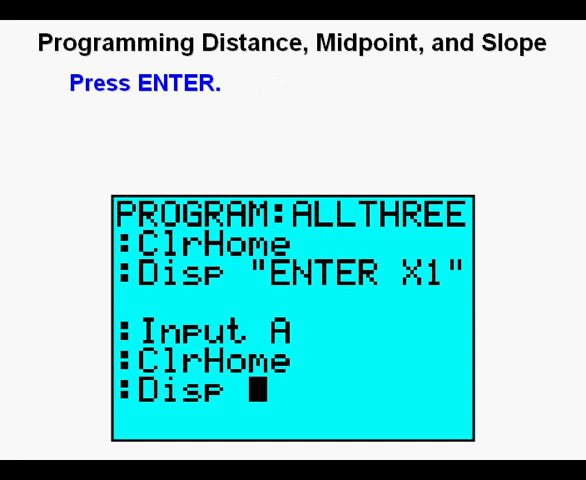 Programming Distance, Midpoint, and Slope
Press ENTER.
PROGRAM:ALLTHREE
:ClrHome
:Disp "ENTER X1"
:Input A
:ClrHome
:Disp